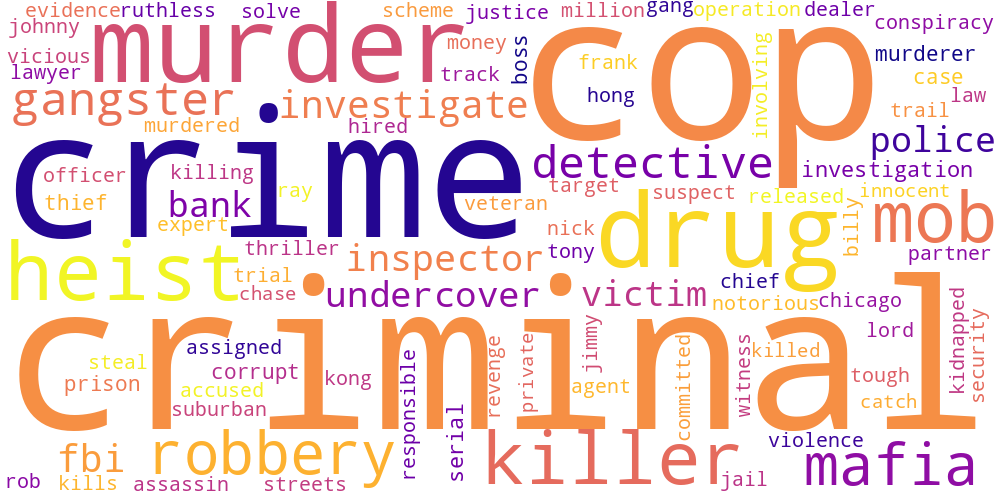 evidence ruthless solve scheme justice million gang operation dealer
johnny murder money boss cop frank conspiracy
vicious murderer
lawyer track involving case
gangster investigate hong trail law
murdered hired police
crime detective investigation
officer killing ray target suspect released innocent
thief bank veteran drug billy mob
expert nick
heist thriller inspector tony partner
trial chief
chase undercover victim notorious chicago
criminal lord kidnapped security
assigned revenge private jimmy witness killed
steal corrupt kong responsible committed tough
prison accused agent catch
suburban serial
fbi robbery killer violence mafia
rob kills assassin streets jail